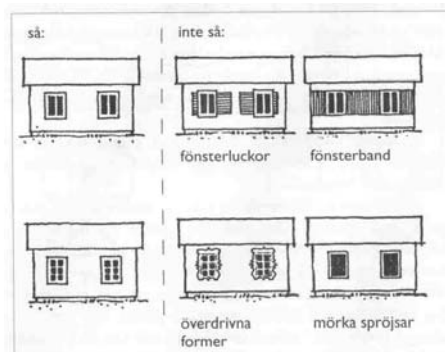 så:
inte så:
fönsterluckor
fönsterband
överdrivna
former
mörka spröjsar